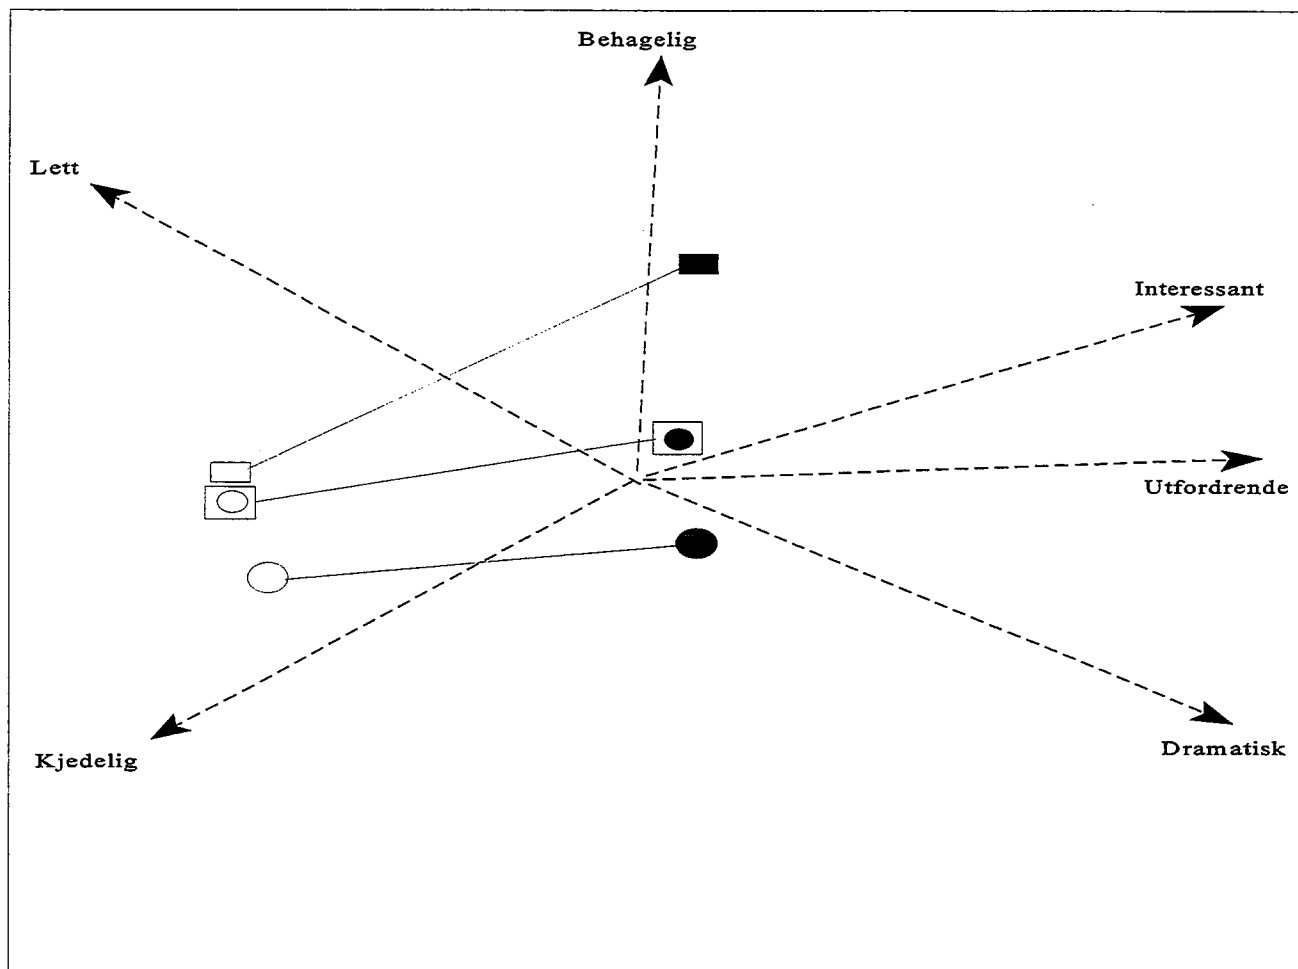 Behagelig
Lett
Interessant
Utfordrende
Kjedelig
Dramatisk